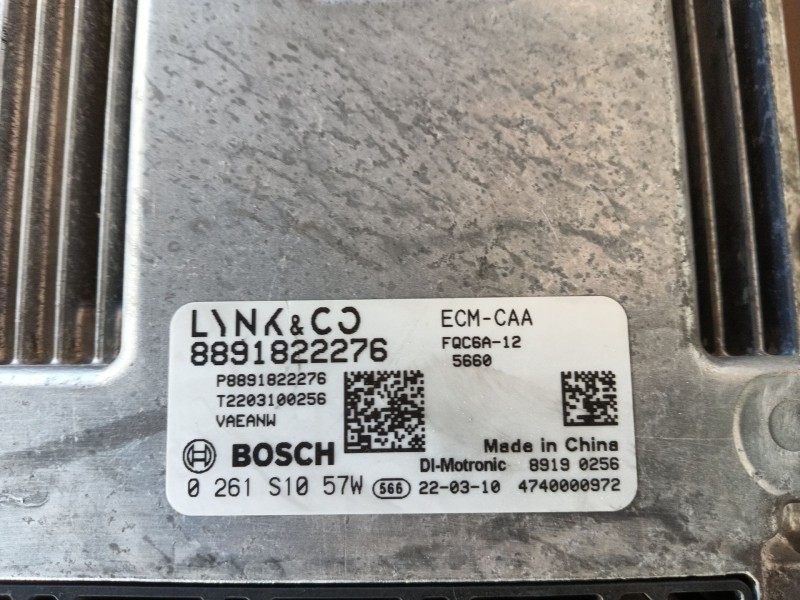 LYNK&CO ECM-CAA
8891822276 FQC6A-12
5660
P8891822276
T2203100256
VAEANW
Made in China
BOSCH DI-Motronic 8919 0256
0 261 S10 57W 566 22-03-10 4740000972